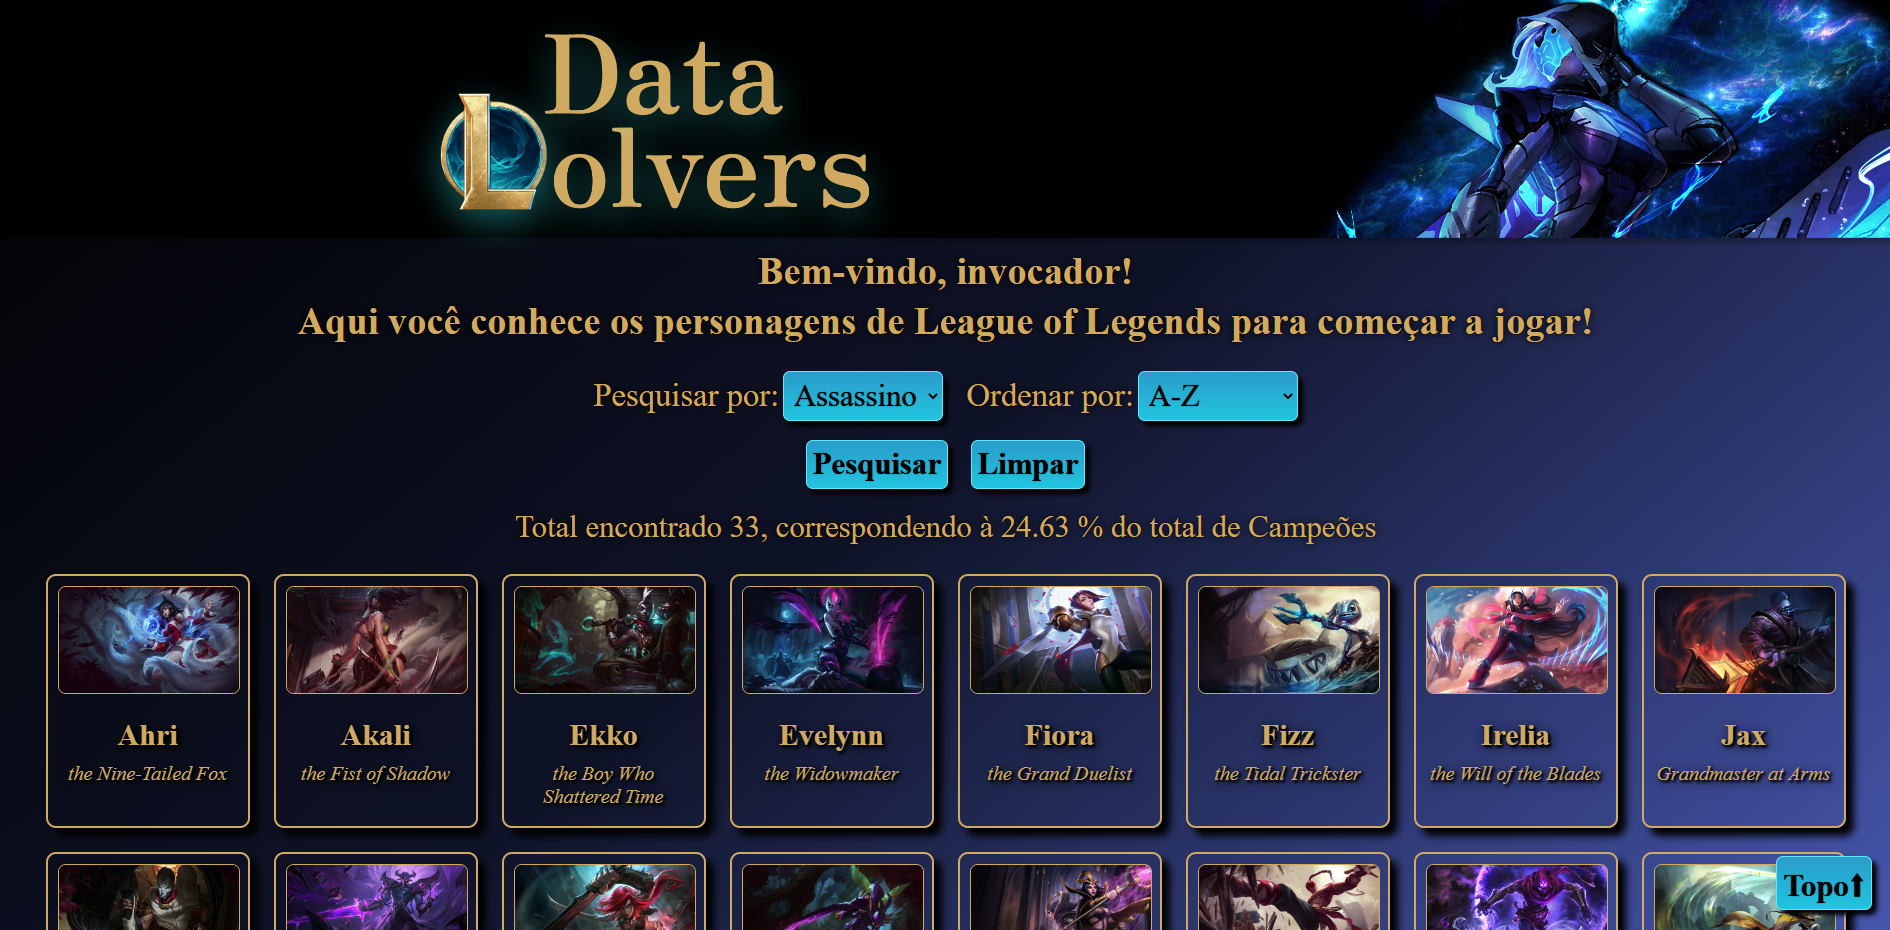 Data
Lolvers
Bem-vindo, invocador!
Aqui você conhece os personagens de League of Legends para começar a jogar!
Pesquisar por: Assassino Ordenar por: A-Z
Pesquisar Limpar
Total encontrado 33, correspondendo à 24.63 % do total de Campeões
Ahri
the Nine-Tailed Fox
Akali
the Fist of Shadow
Ekko
the Boy Who
Shattered Time
Evelynn
the Widowmaker
Fiora
the Grand Duelist
Fizz
the Tidal Trickster
Irelia
the Will of the Blades
Jax
Grandmaster at Arms
Topo⬆